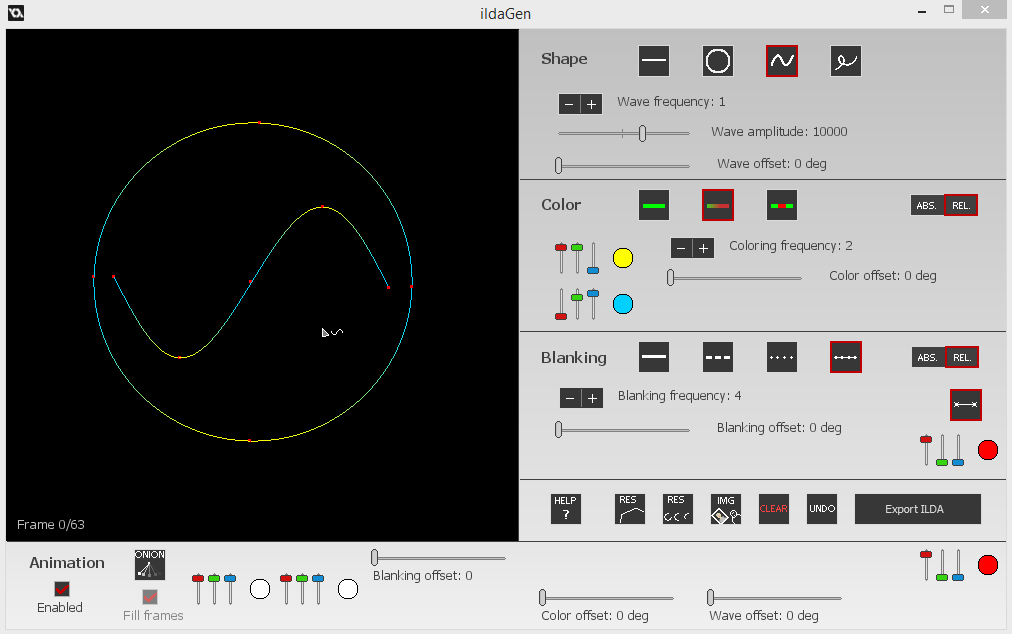 ildaGen
Shape
Wave frequency: 1
Wave amplitude: 10000
Wave offset: 0 deg
Color
ABS. REL.
Coloring frequency: 2
Color offset: 0 deg
Blanking
ABS. REL.
Blanking frequency: 4
Blanking offset: 0 deg
HELP ?
RES
RES
IMG
CLEAR
UNDO
Export ILDA
Frame 0/63
Animation
Enabled
ONION
Fill frames
Blanking offset: 0
Color offset: 0 deg
Wave offset: 0 deg